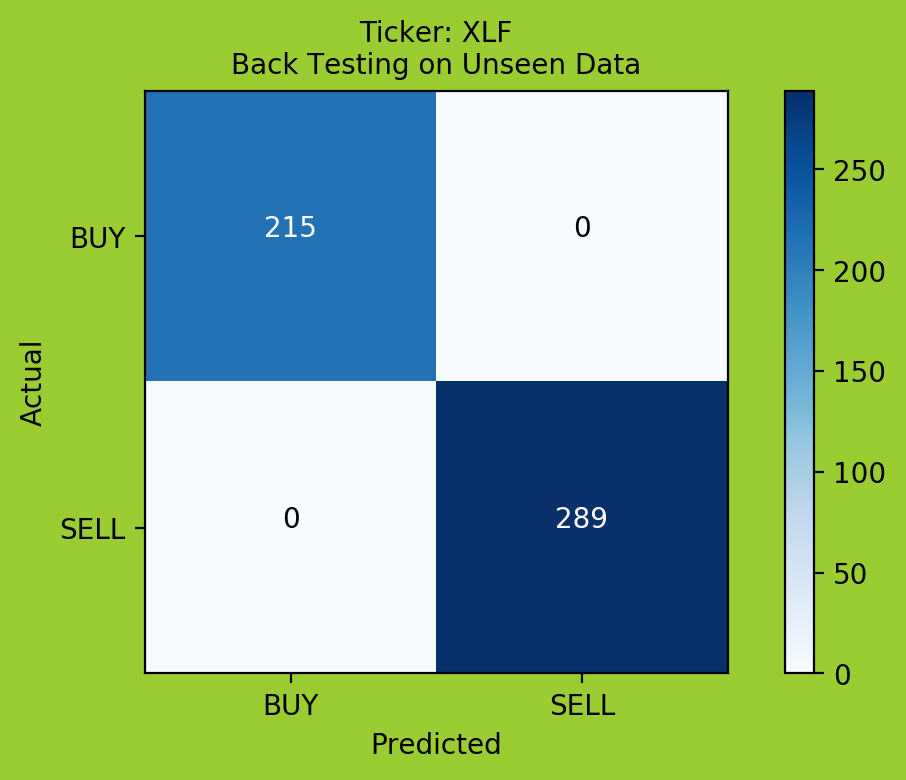 Ticker: XLF
Back Testing on Unseen Data
Actual
BUY
SELL
215
0
0
289
BUY
SELL
Predicted
250
200
150
100
50
0